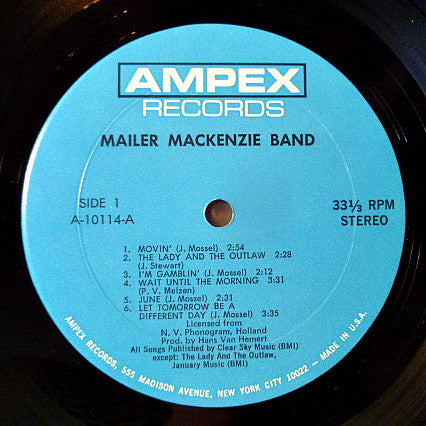 AMPEX
RECORDS
MAILER MACKENZIE BAND
SIDE 1
A-10114-A
33⅓ RPM
STEREO
1. MOVIN' (J. Mossel) 2:54
2. THE LADY AND THE OUTLAW 2:28
(J. Stewart)
3. I'M GAMBLIN' (J. Mossel) 2:12
4. WAIT UNTIL THE MORNING 3:31
(P. V. Melzen)
5. JUNE (J. Mossel) 2:31
6. LET TOMORROW BE A
DIFFERENT DAY (J. Mossel) 3:35
Licensed from
N. V. Phonogram, Holland
Prod. by Hans Van Hemert
All Songs Published by Clear Sky Music (BMI)
except: The Lady And The Outlaw,
January Music (BMI)
AMPEX RECORDS, 555 MADISON AVENUE, NEW YORK CITY 10022 – MADE IN U.S.A.